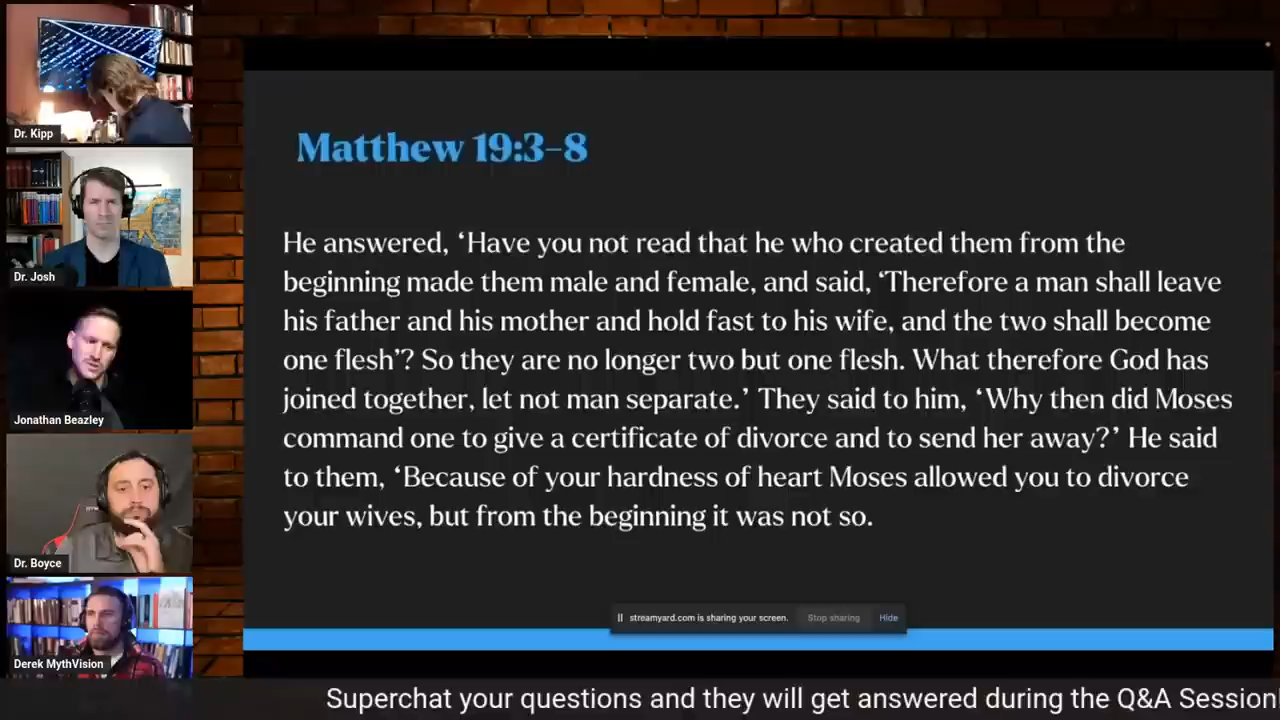 Dr. Kipp
Dr. Josh
Jonathan Beazley
Dr. Boyce
Derek MythVision
Matthew 19:3-8
He answered, ‘Have you not read that he who created them from the
beginning made them male and female, and said, ‘Therefore a man shall leave
his father and his mother and hold fast to his wife, and the two shall become
one flesh’? So they are no longer two but one flesh. What therefore God has
joined together, let not man separate.’ They said to him, ‘Why then did Moses
command one to give a certificate of divorce and to send her away?’ He said
to them, ‘Because of your hardness of heart Moses allowed you to divorce
your wives, but from the beginning it was not so.
streamyard.com is sharing your screen. Stop sharing Hide
Superchat your questions and they will get answered during the Q&A Session